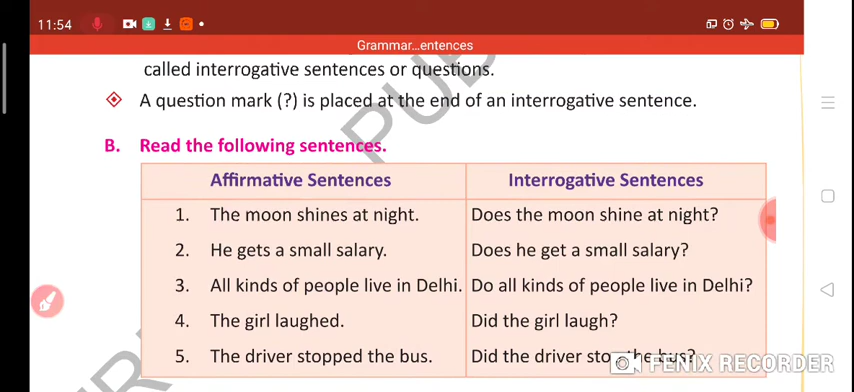 11:54
Grammar...entences
called interrogative sentences or questions.
A question mark (?) is placed at the end of an interrogative sentence.
B. Read the following sentences.
Affirmative Sentences Interrogative Sentences
1. The moon shines at night. Does the moon shine at night?
2. He gets a small salary. Does he get a small salary?
3. All kinds of people live in Delhi. Do all kinds of people live in Delhi?
4. The girl laughed. Did the girl laugh?
5. The driver stopped the bus. Did the driver stop the bus?
FENIX RECORDER